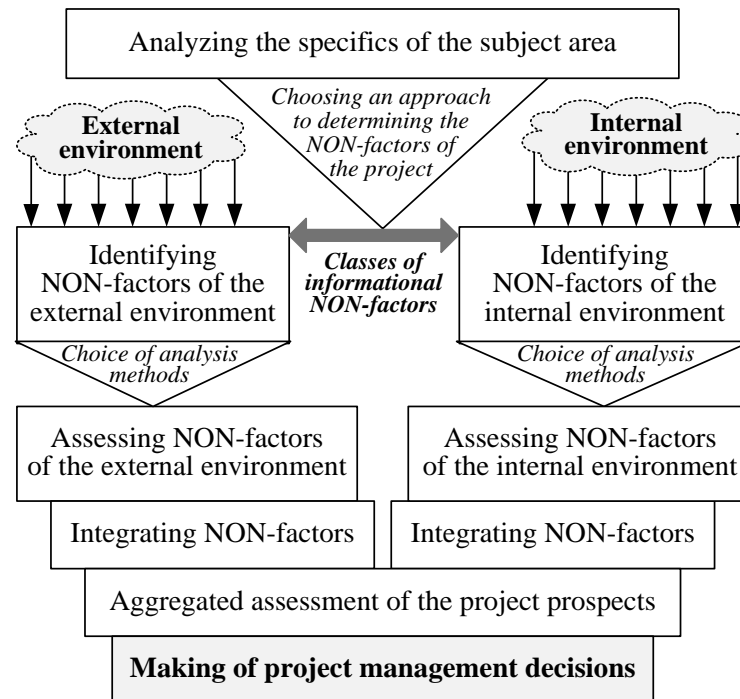 Analyzing the specifics of the subject area
Choosing an approach
to determining the
NON-factors of
the project
External
environment
Internal
environment
Identifying
NON-factors of the
external environment
Classes of
informational
NON-factors
Identifying
NON-factors of the
internal environment
Choice of analysis
methods
Choice of analysis
methods
Assessing NON-factors
of the external environment
Assessing NON-factors
of the internal environment
Integrating NON-factors
Integrating NON-factors
Aggregated assessment of the project prospects
Making of project management decisions